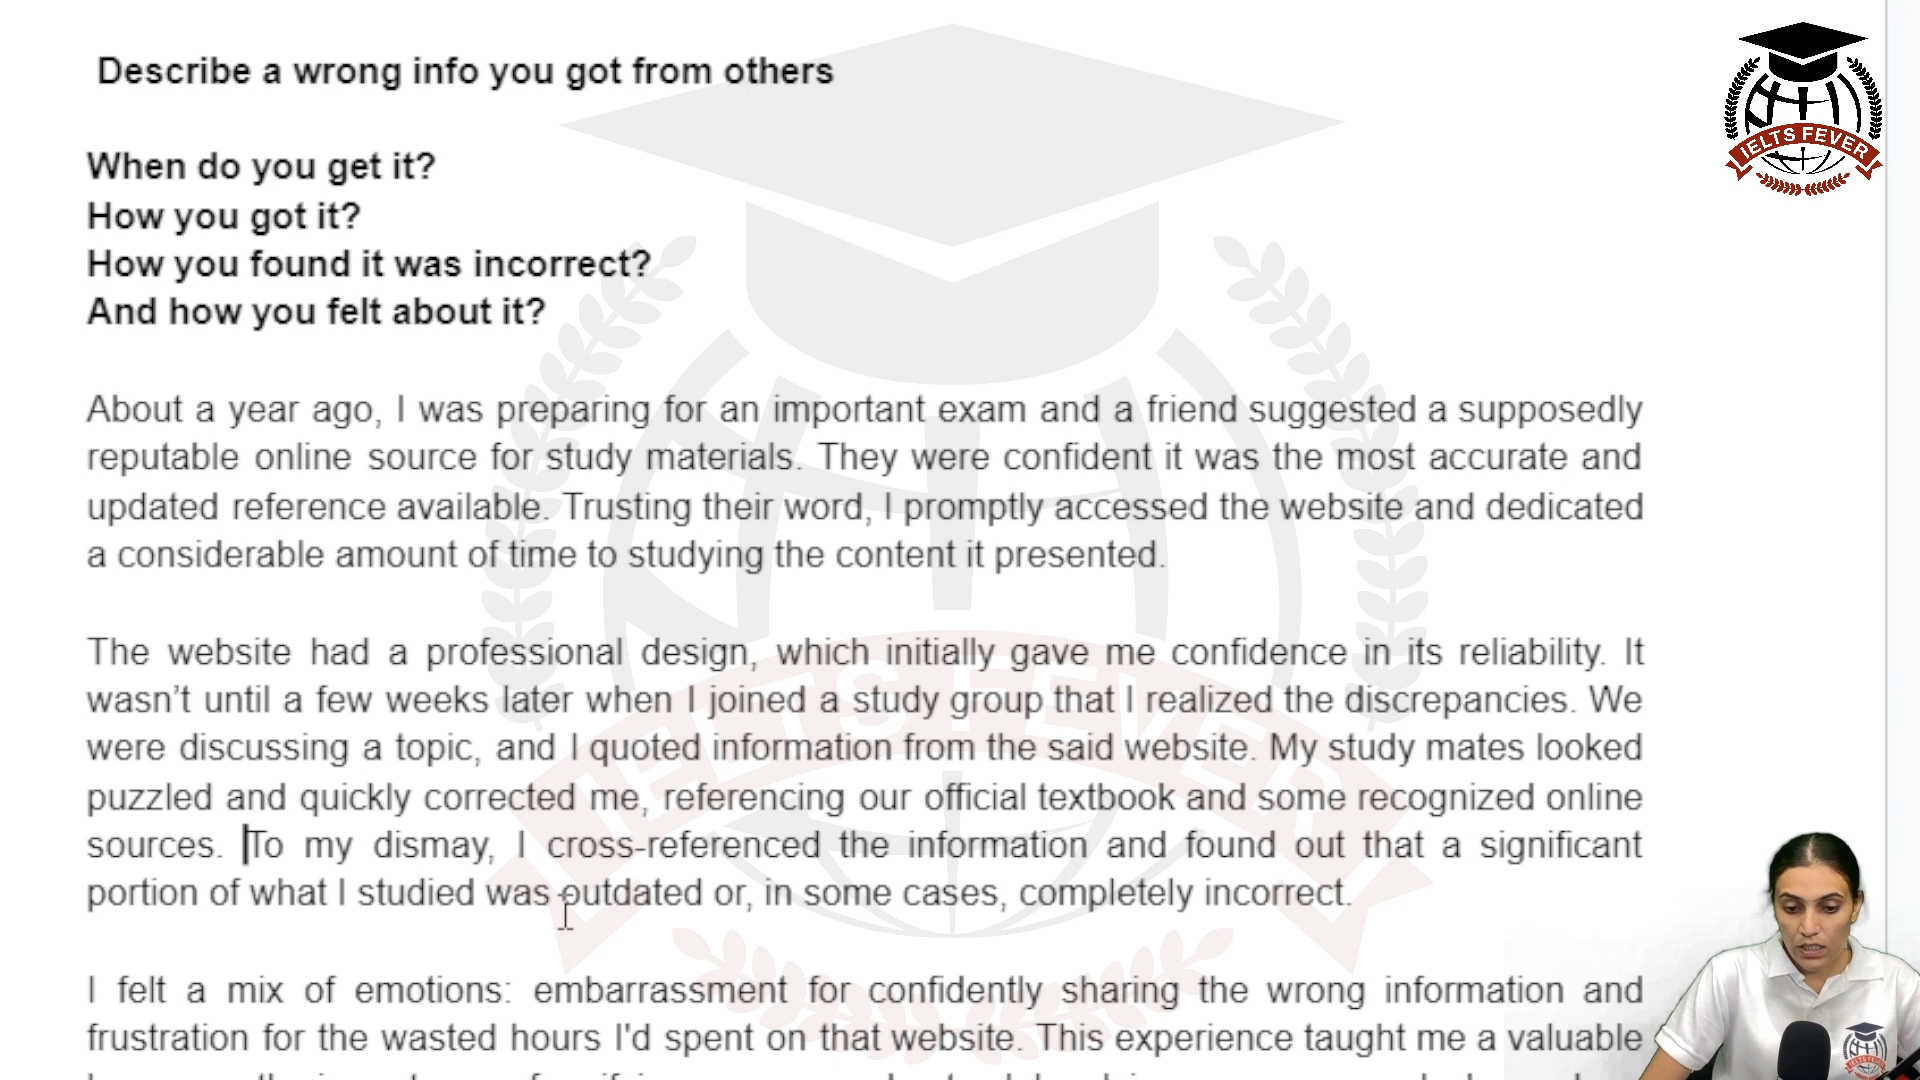 Describe a wrong info you got from others
When do you get it?
How you got it?
How you found it was incorrect?
And how you felt about it?
About a year ago, I was preparing for an important exam and a friend suggested a supposedly
reputable online source for study materials. They were confident it was the most accurate and
updated reference available. Trusting their word, I promptly accessed the website and dedicated
a considerable amount of time to studying the content it presented.
The website had a professional design, which initially gave me confidence in its reliability. It
wasn’t until a few weeks later when I joined a study group that I realized the discrepancies. We
were discussing a topic, and I quoted information from the said website. My study mates looked
puzzled and quickly corrected me, referencing our official textbook and some recognized online
sources. To my dismay, I cross-referenced the information and found out that a significant
portion of what I studied was outdated or, in some cases, completely incorrect.
I felt a mix of emotions: embarrassment for confidently sharing the wrong information and
frustration for the wasted hours I'd spent on that website. This experience taught me a valuable
IELTS FEVER
IELTS FEVER